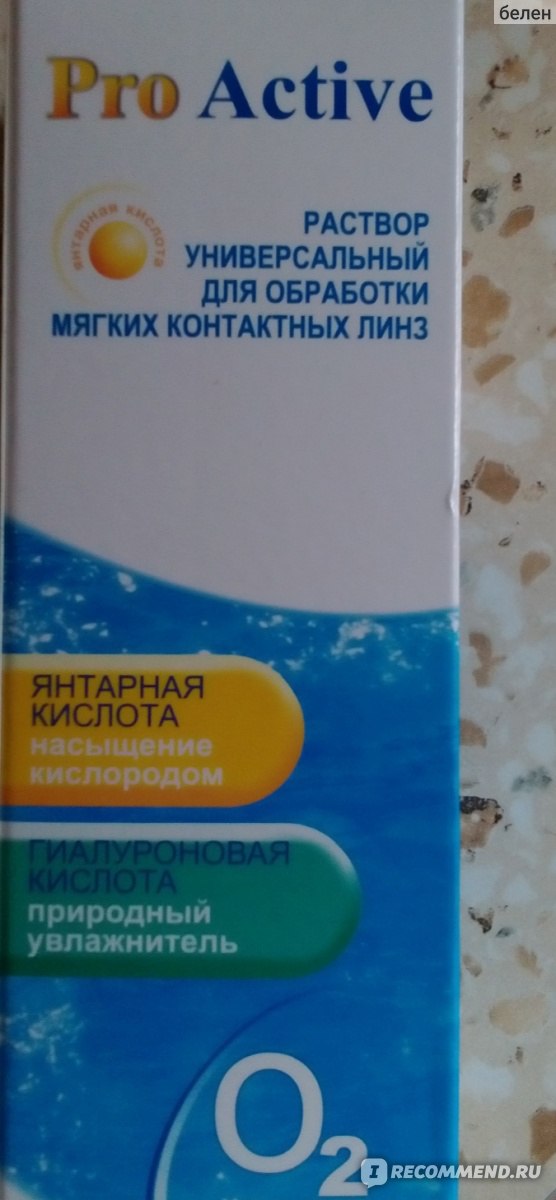 белен
Pro Active
янтарная кислота
РАСТВОР
УНИВЕРСАЛЬНЫЙ
ДЛЯ ОБРАБОТКИ
МЯГКИХ КОНТАКТНЫХ ЛИНЗ
ЯНТАРНАЯ
КИСЛОТА
насыщение
кислородом
ГИАЛУРОНОВАЯ
КИСЛОТА
природный
увлажнитель
O₂
IRECOMMEND.RU